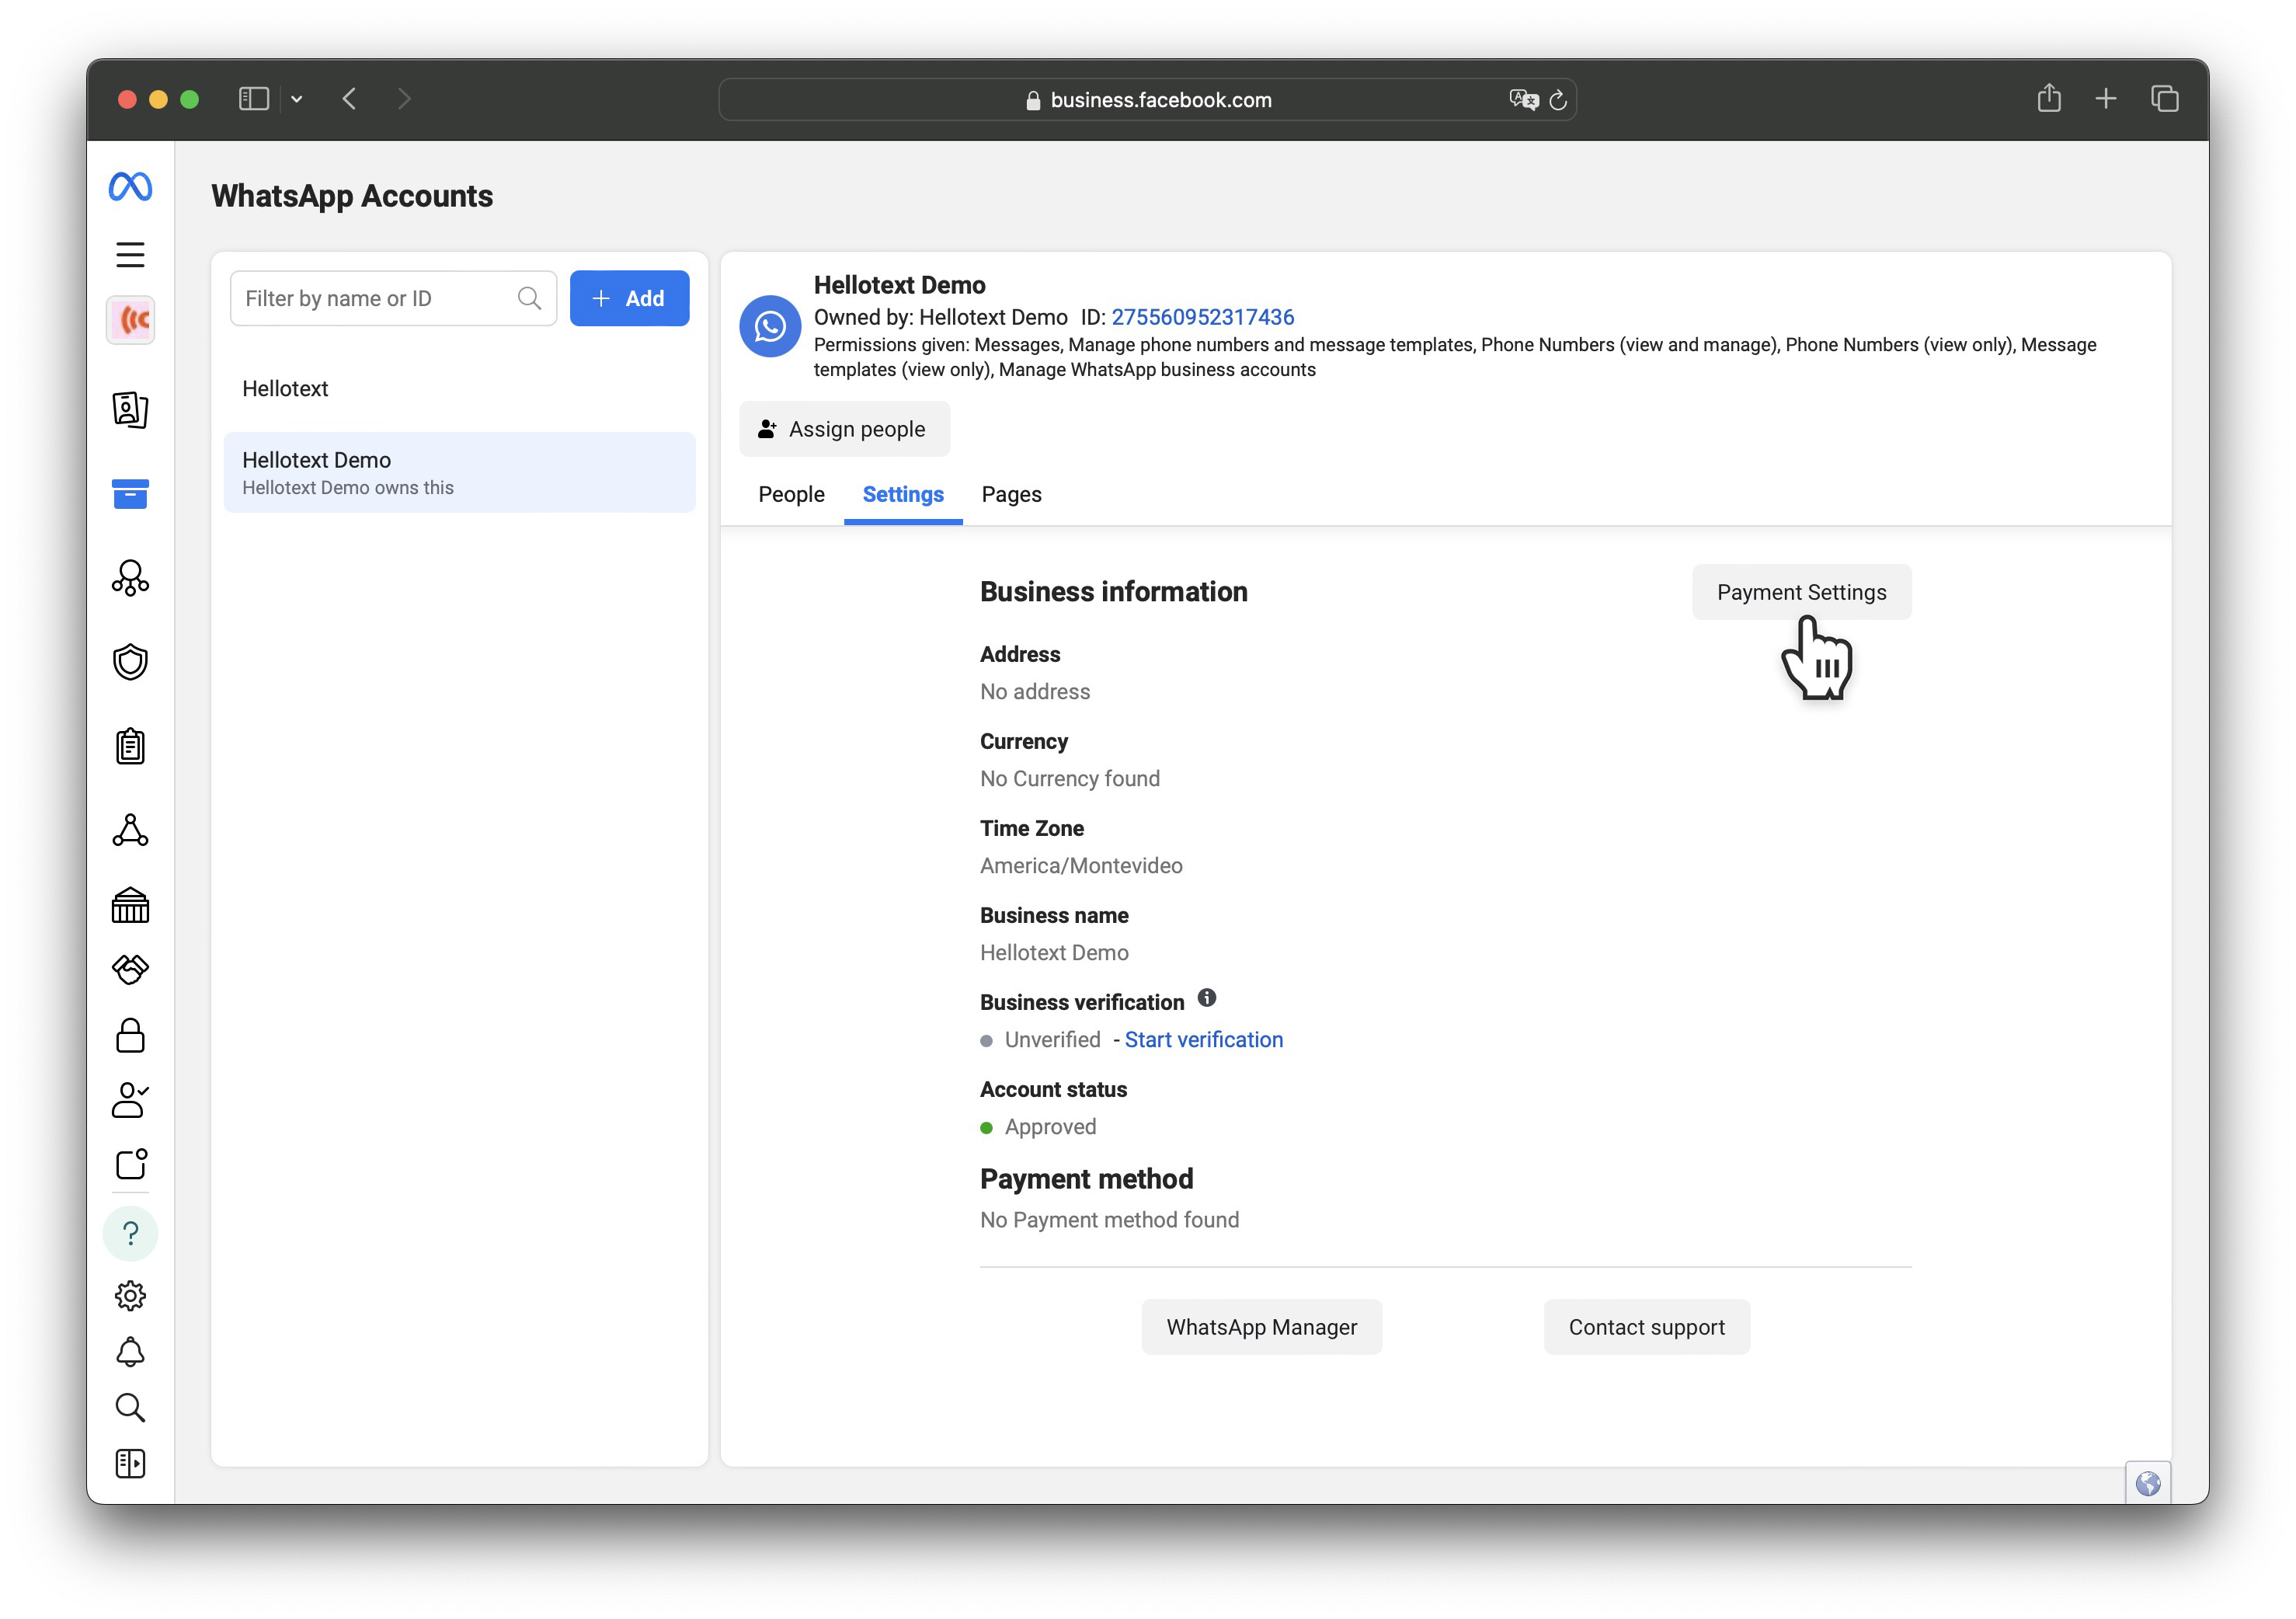 business.facebook.com
WhatsApp Accounts
Filter by name or ID
+ Add
Hellotext
Hellotext Demo
Hellotext Demo owns this
Hellotext Demo
Owned by: Hellotext Demo ID: 275560952317436
Permissions given: Messages, Manage phone numbers and message templates, Phone Numbers (view and manage), Phone Numbers (view only), Message
templates (view only), Manage WhatsApp business accounts
Assign people
People Settings Pages
Business information
Payment Settings
Address
No address
Currency
No Currency found
Time Zone
America/Montevideo
Business name
Hellotext Demo
Business verification
Unverified - Start verification
Account status
Approved
Payment method
No Payment method found
WhatsApp Manager
Contact support